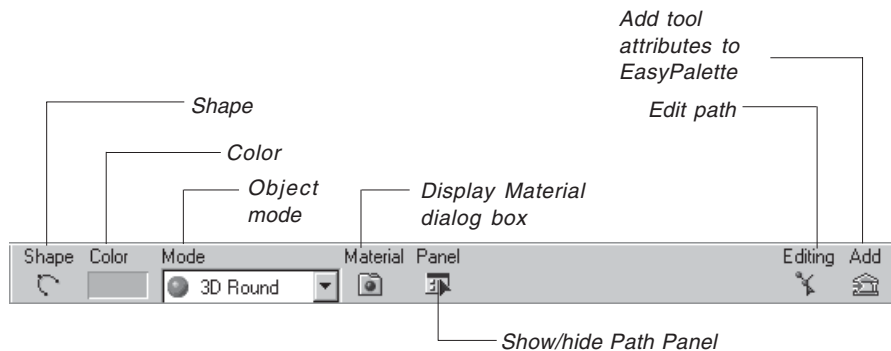 Add tool
attributes to
EasyPalette
Shape
Edit path
Color
Object
mode
Display Material
dialog box
Shape Color Mode Material Panel Editing Add
3D Round
Show/hide Path Panel